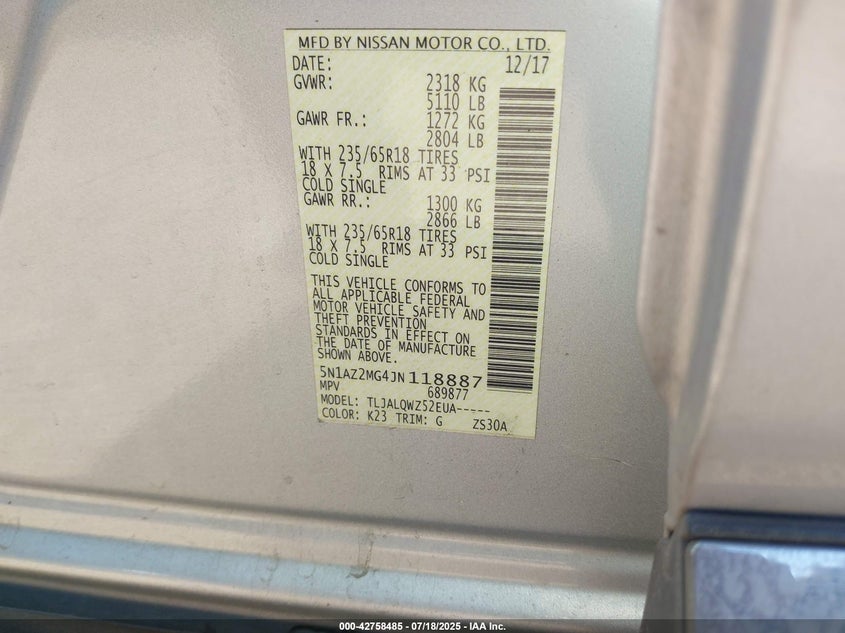 MFD BY NISSAN MOTOR CO., LTD.
DATE: 12/17
GVWR: 2318 KG
5110 LB
GAWR FR.: 1272 KG
2804 LB
WITH 235/65R18 TIRES
18 X 7.5 RIMS AT 33 PSI
COLD SINGLE
GAWR RR.: 1300 KG
2866 LB
WITH 235/65R18 TIRES
18 X 7.5 RIMS AT 33 PSI
COLD SINGLE
THIS VEHICLE CONFORMS TO
ALL APPLICABLE FEDERAL
MOTOR VEHICLE SAFETY AND
THEFT PREVENTION
STANDARDS IN EFFECT ON
THE DATE OF MANUFACTURE
SHOWN ABOVE.
5N1AZ2MG4JN118887
MPV 689877
MODEL: TLJALQWZ52EUA-----
COLOR: K23 TRIM: G ZS30A
000-42758485 - 07/18/2025 - IAA Inc.